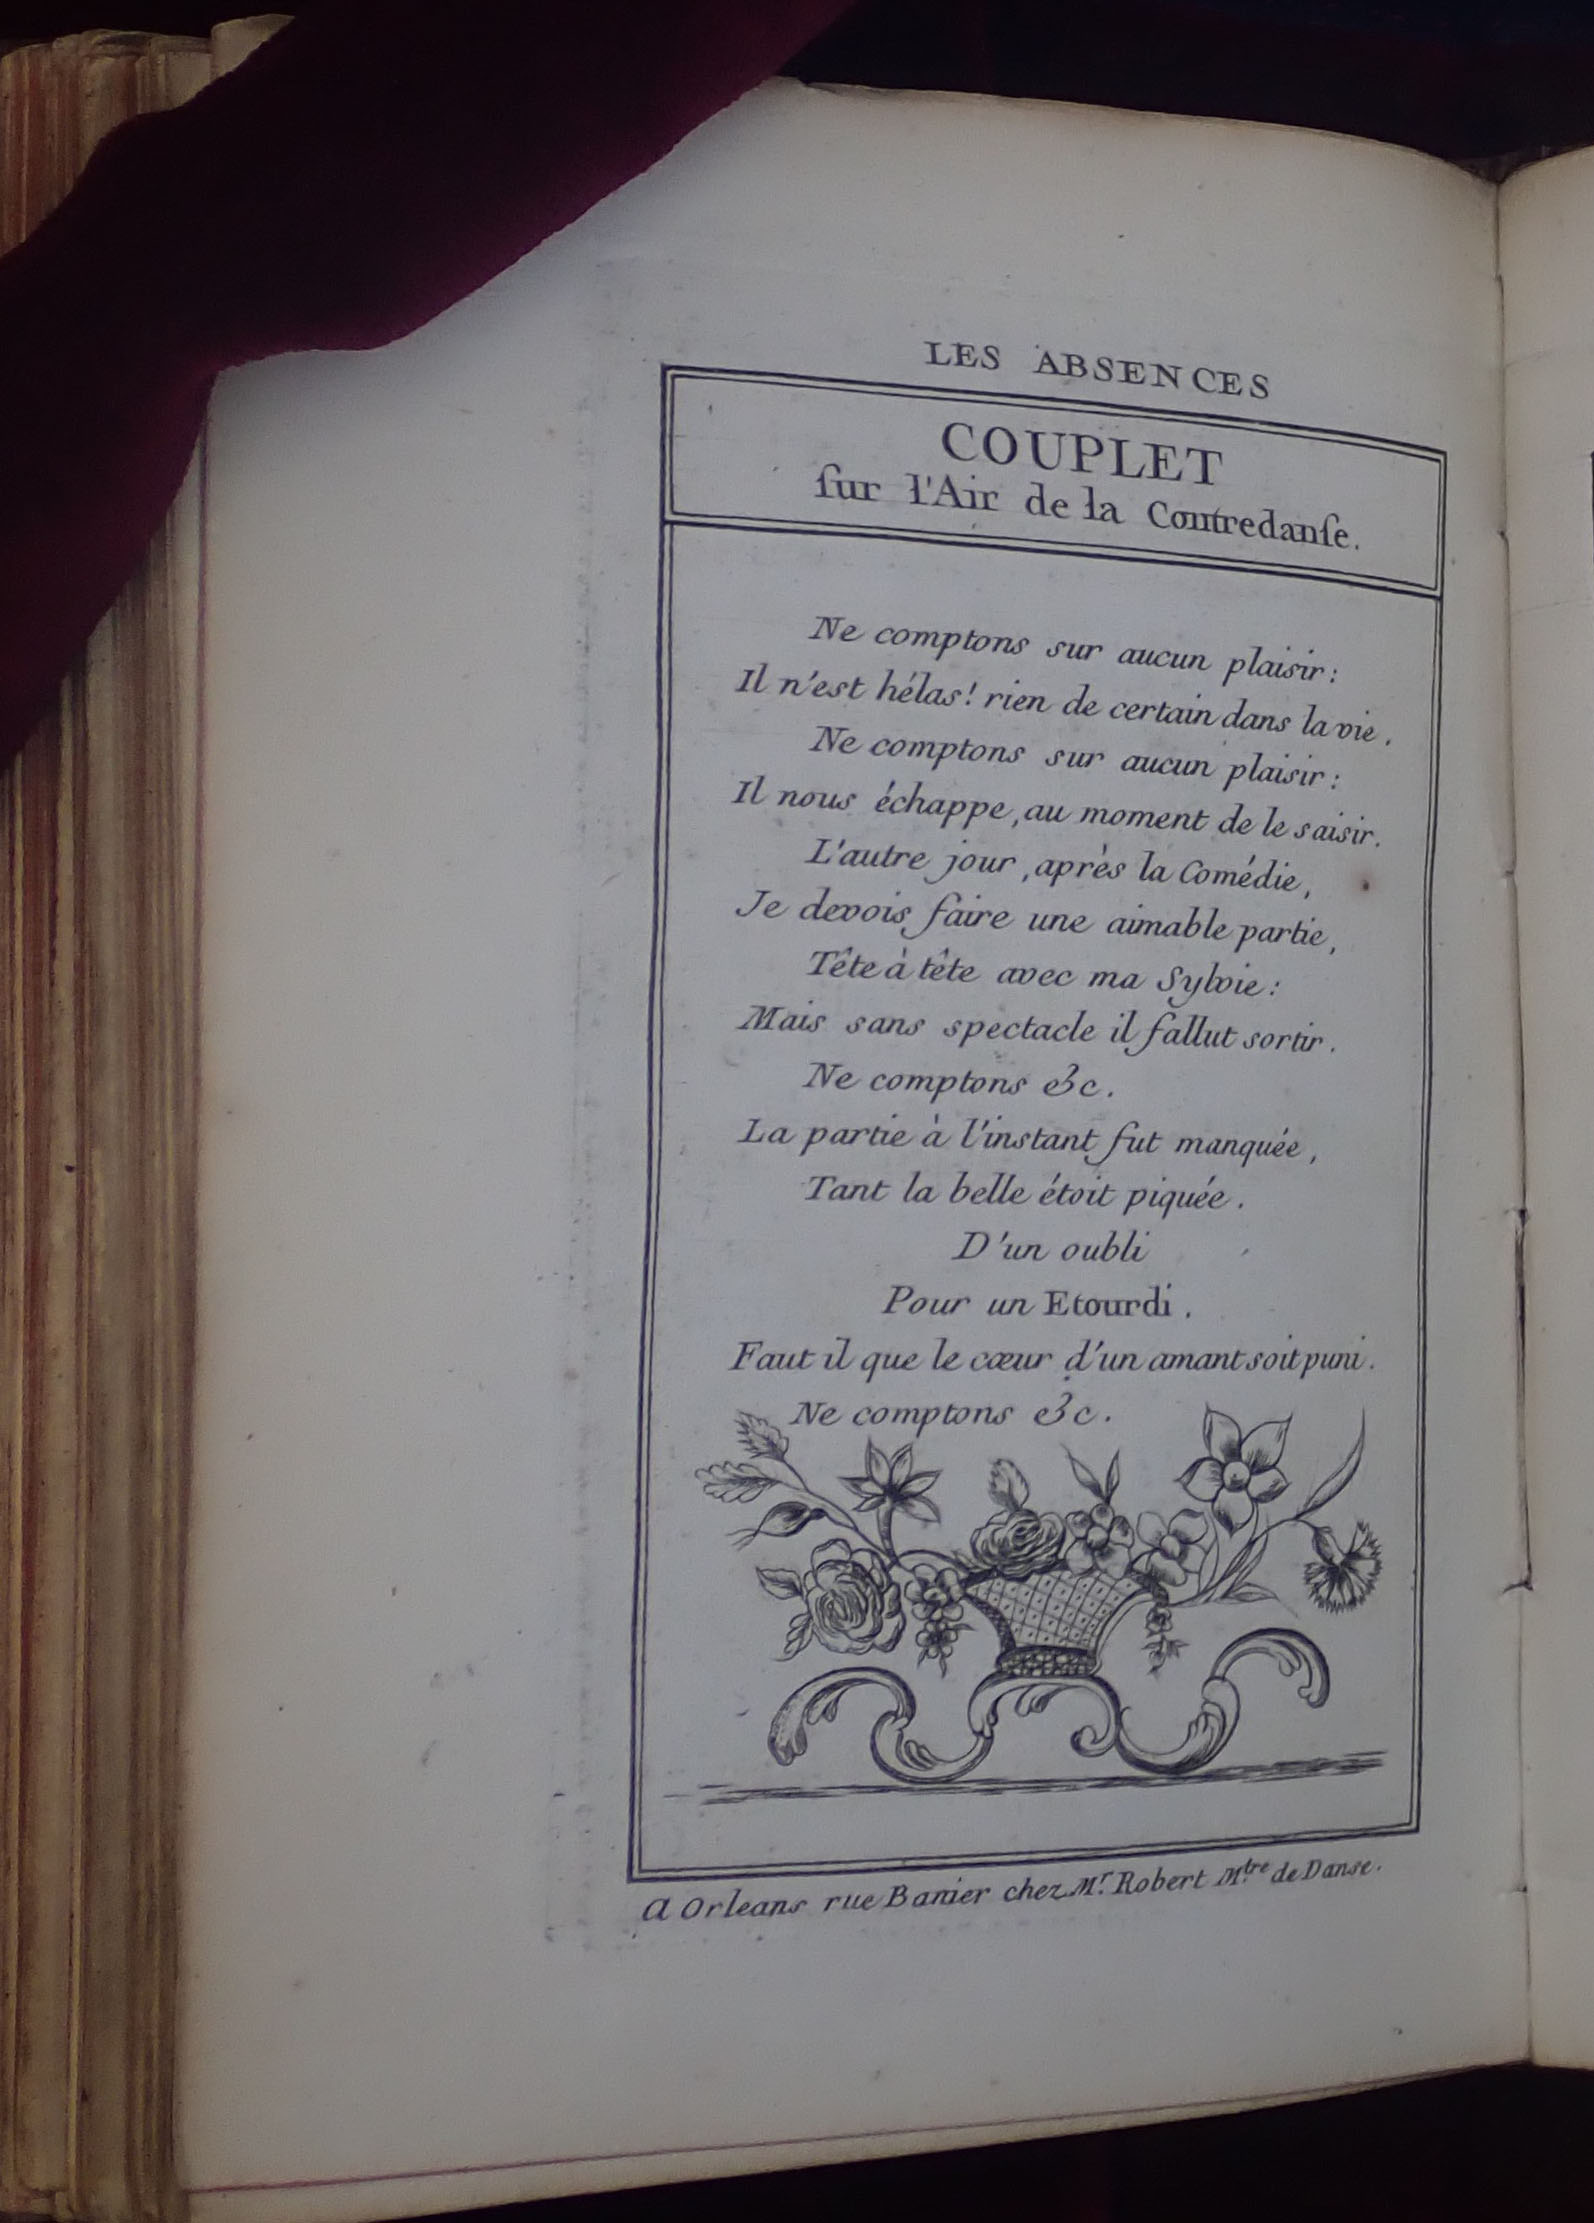 LES ABSENCES
COUPLET
ſur l'Air de la Contredanſe.
Ne comptons sur aucun plaisir:
Il n'est hélas! rien de certain dans la vie.
Ne comptons sur aucun plaisir:
Il nous échappe, au moment de le saisir.
L'autre jour, après la Comédie,
Je devois faire une aimable partie,
Tête à tête avec ma Sylvie:
Mais sans spectacle il fallut sortir.
Ne comptons &c.
La partie à l'instant fut manquée,
Tant la belle étoit piquée.
D'un oubli
Pour un Etourdi.
Faut il que le cœur d'un amant soit puni.
Ne comptons &c.
A Orleans rue Banier chez Mr. Robert Mtre. de Danse.